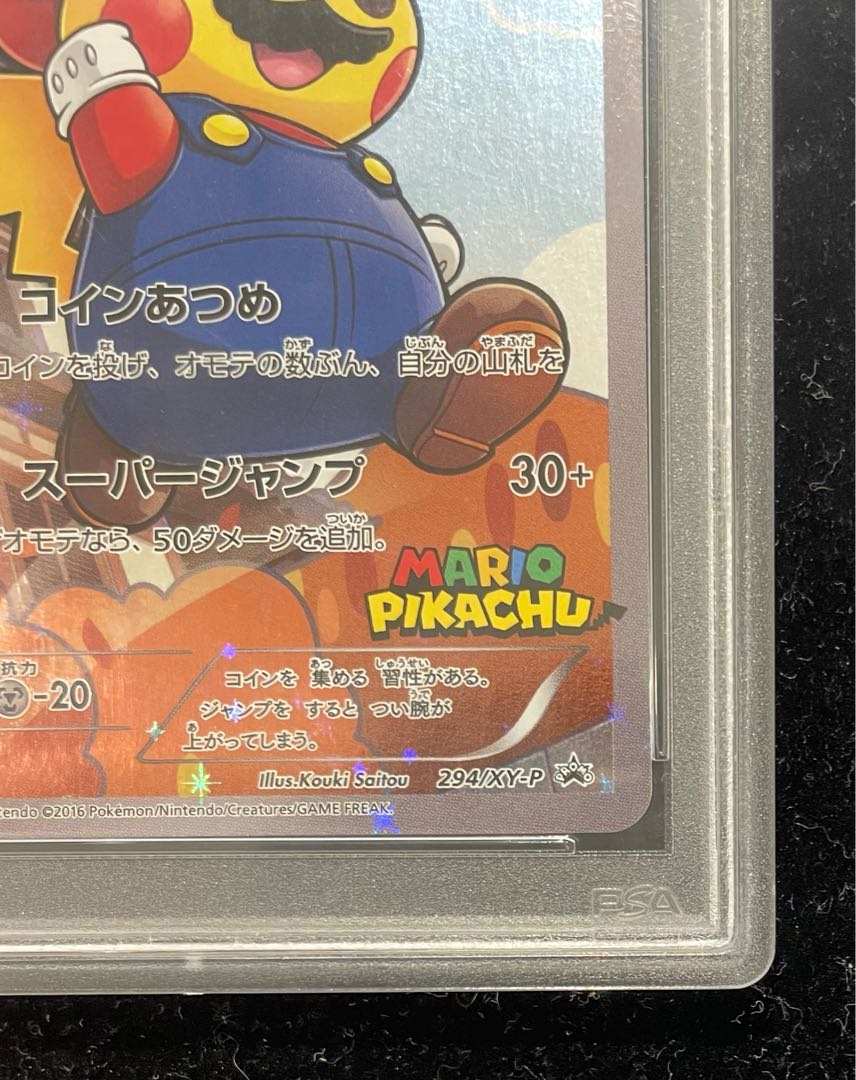 コインあつめ
コインを投げ、オモテの数ぶん、自分の山札を
スーパージャンプ 30+
オモテなら、50ダメージを追加。
MARIO
PIKACHU
抗力
-20
コインを 集める 習性がある。
ジャンプを すると つい腕が
上がってしまう。
Illus.Kouki Saitou 294/XY-P PROMO
©2016 Pokémon/Nintendo/Creatures/GAME FREAK.
PSA